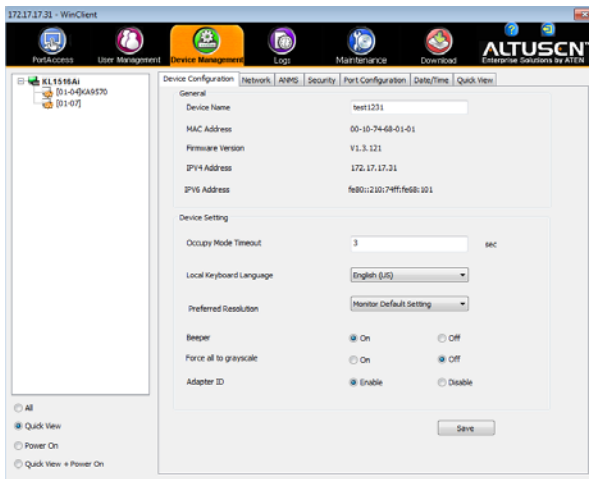 172.17.17.31 - WinClient
PortAccess User Management Device Management Logs Maintenance Download
ALTUSCN
Enterprise Solutions by ATEN
KL1516Ai
[01-04]KA9570
[01-07]
Device Configuration Network ANMS Security Port Configuration Date/Time Quick View
General
Device Name test1231
MAC Address 00-10-74-68-01-01
Firmware Version V1.3.121
IPV4 Address 172.17.17.31
IPV6 Address fe80::210:74ff:fe68:101
Device Setting
Occupy Mode Timeout 3 sec
Local Keyboard Language English (US)
Preferred Resolution Monitor Default Setting
Beeper On Off
Force all to grayscale On Off
Adapter ID Enable Disable
Save
All
Quick View
Power On
Quick View + Power On